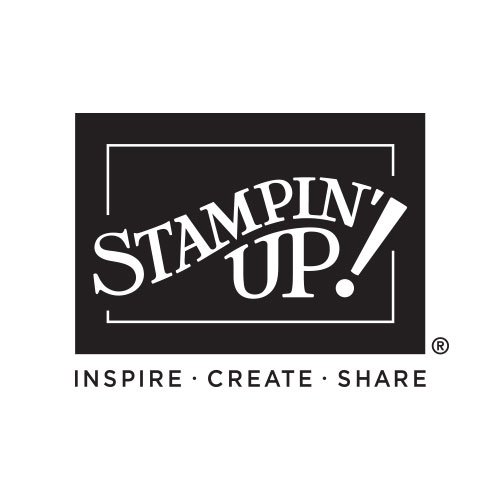 STAMPIN'
UP!
®
INSPIRE · CREATE · SHARE